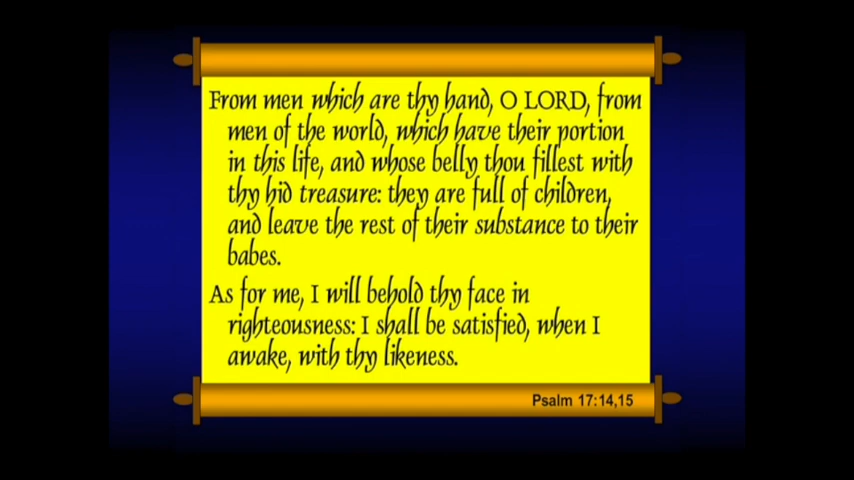 From men which are thy hand, O LORD, from
men of the world, which have their portion
in this life, and whose belly thou fillest with
thy hid treasure: they are full of children,
and leave the rest of their substance to their
babes.
As for me, I will behold thy face in
righteousness: I shall be satisfied, when I
awake, with thy likeness.
Psalm 17:14,15